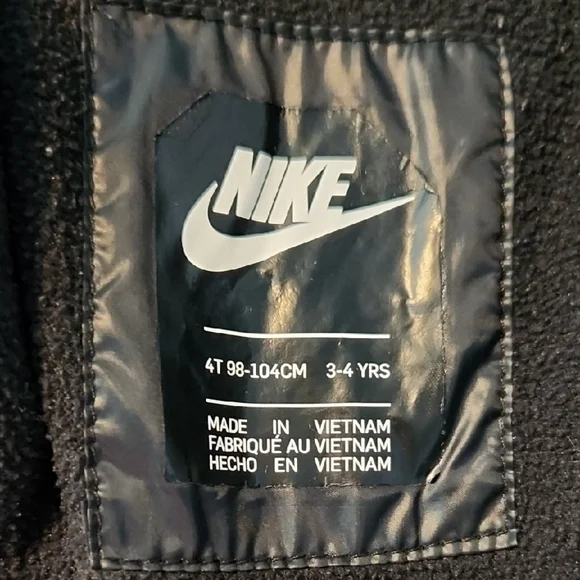 NIKE
4T 98-104CM 3-4 YRS
MADE IN VIETNAM
FABRIQUÉ AU VIETNAM
HECHO EN VIETNAM